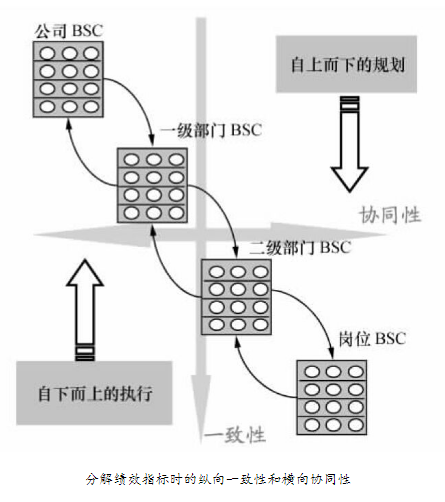 公司 BSC
自上而下的规划
一级部门 BSC
协同性
二级部门 BSC
岗位 BSC
自下而上的执行
一致性
分解绩效指标时的纵向一致性和横向协同性